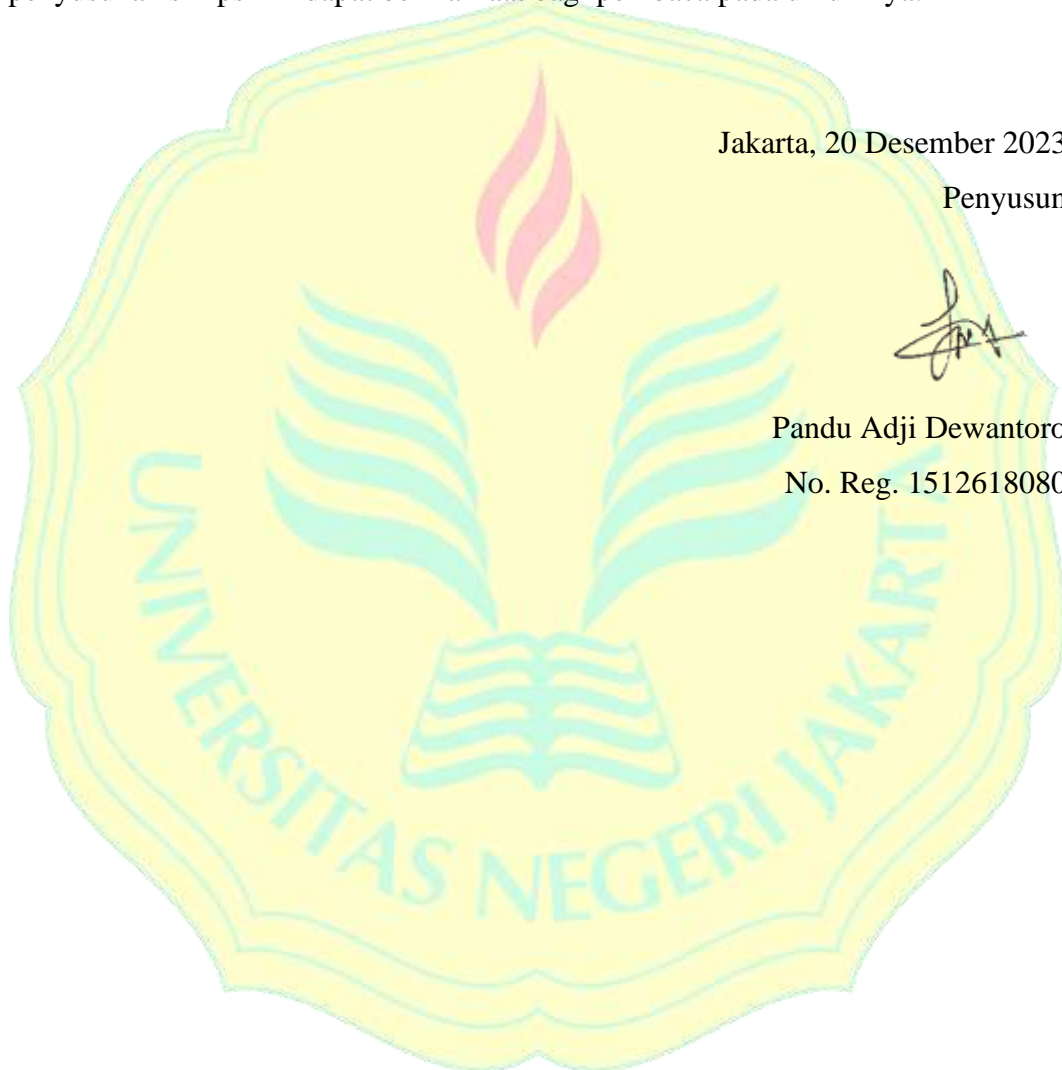 Jakarta, 20 Desember 2023
Penyusun
Pandu Adji Dewantoro
No. Reg. 1512618080
UNIVERSITAS NEGERI JAKARTA